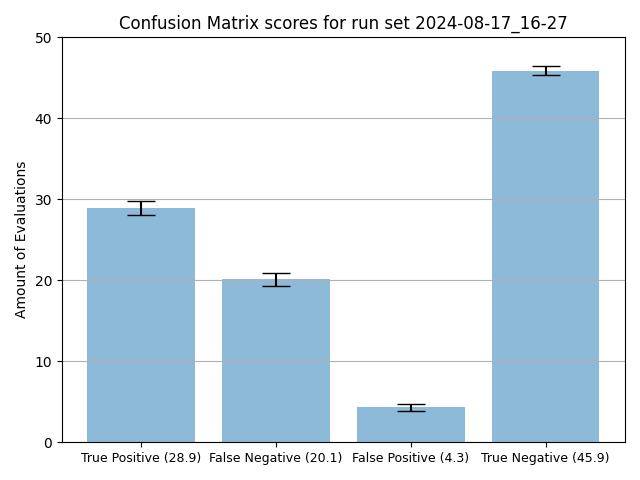 Confusion Matrix scores for run set 2024-08-17_16-27
Amount of Evaluations
50
40
30
20
10
0
True Positive (28.9)
False Negative (20.1)
False Positive (4.3)
True Negative (45.9)